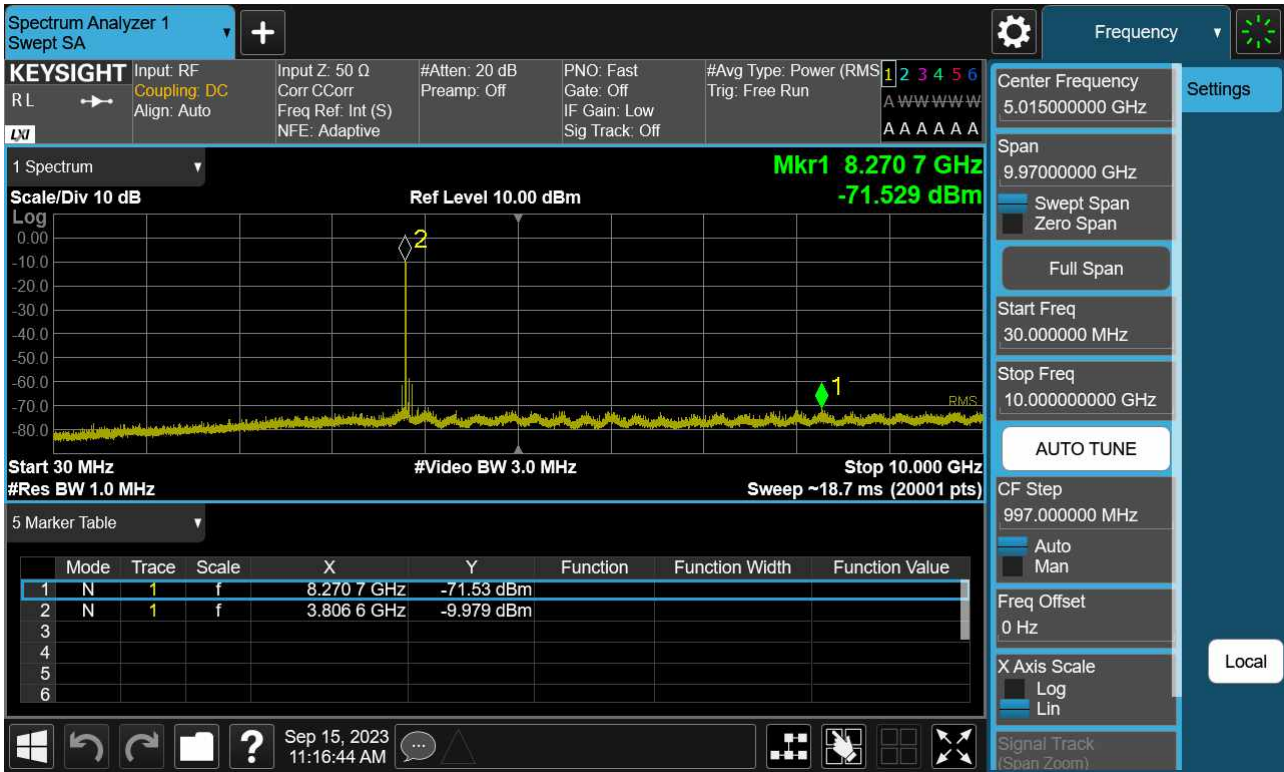 Spectrum Analyzer 1
Swept SA
+
Frequency
KEYSIGHT
RL
LXI
Input: RF
Coupling: DC
Align: Auto
Input Z: 50 Ω
Corr CCorr
Freq Ref: Int (S)
NFE: Adaptive
#Atten: 20 dB
Preamp: Off
PNO: Fast
Gate: Off
IF Gain: Low
Sig Track: Off
#Avg Type: Power (RMS
Trig: Free Run
1 2 3 4 5 6
A W W W W W
A A A A A A
1 Spectrum
Mkr1 8.270 7 GHz
-71.529 dBm
Scale/Div 10 dB
Ref Level 10.00 dBm
Log
0.00
-10.0
-20.0
-30.0
-40.0
-50.0
-60.0
-70.0
-80.0
2
1
RMS
Start 30 MHz
#Video BW 3.0 MHz
Stop 10.000 GHz
#Res BW 1.0 MHz
Sweep ~18.7 ms (20001 pts)
5 Marker Table
Mode Trace Scale X Y Function Function Width Function Value
1 N 1 f 8.270 7 GHz -71.53 dBm
2 N 1 f 3.806 6 GHz -9.979 dBm
3
4
5
6
Center Frequency
5.015000000 GHz
Settings
Span
9.97000000 GHz
Swept Span
Zero Span
Full Span
Start Freq
30.000000 MHz
Stop Freq
10.000000000 GHz
AUTO TUNE
CF Step
997.000000 MHz
Auto
Man
Freq Offset
0 Hz
X Axis Scale
Log
Lin
Local
Signal Track
(Span Zoom)
?
Sep 15, 2023
11:16:44 AM